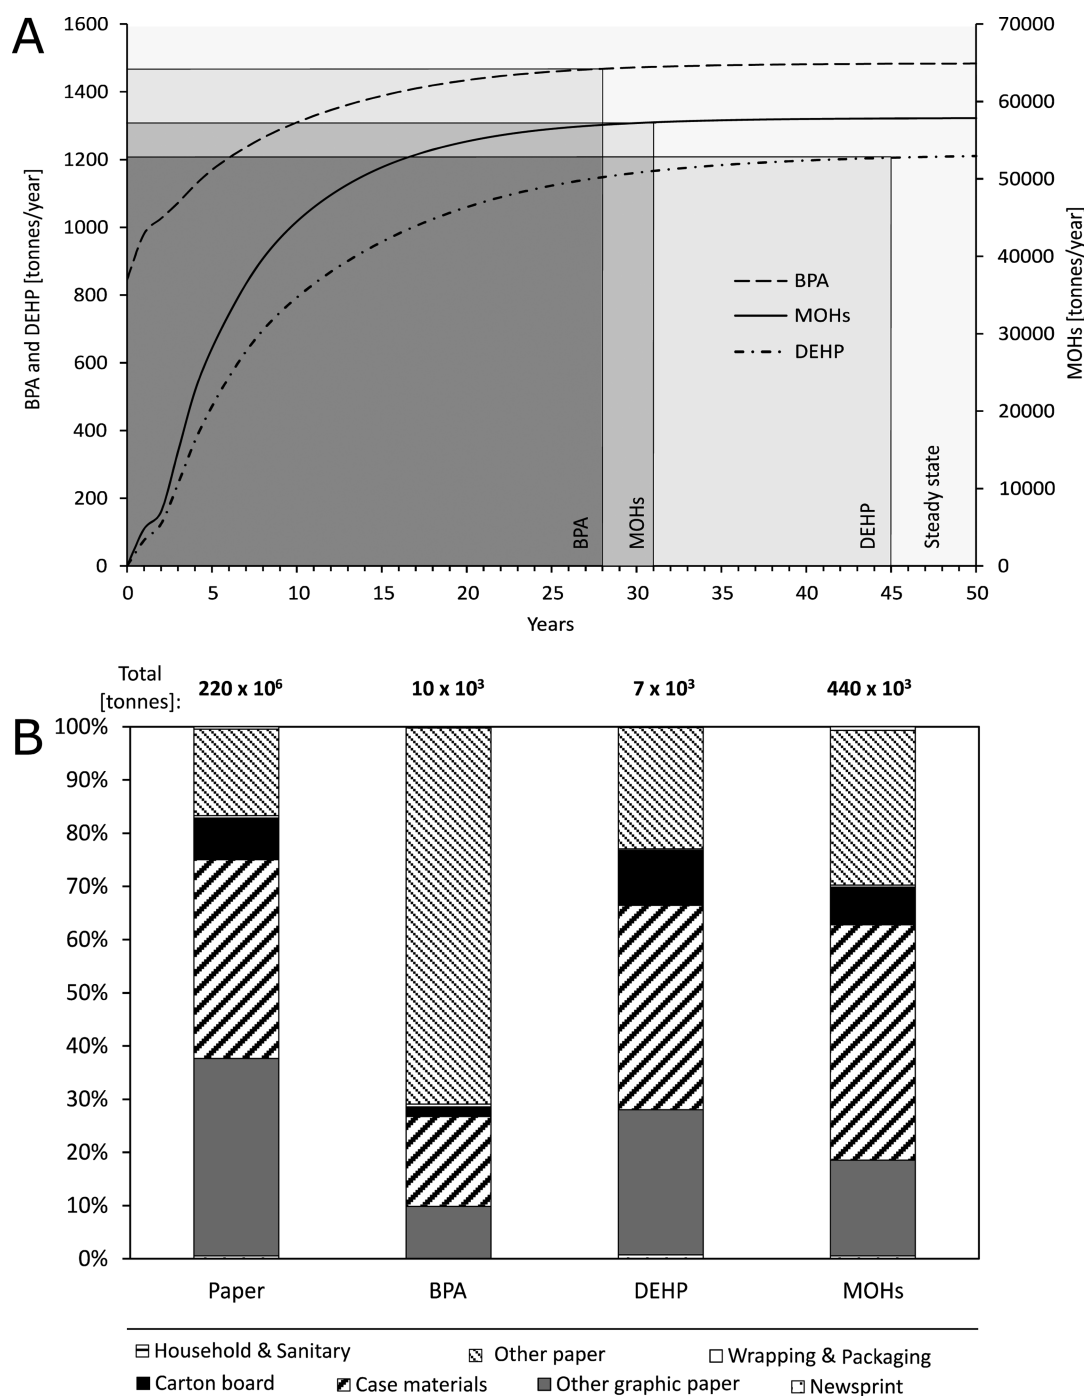 A
1600
1400
1200
1000
800
600
400
200
0
BPA and DEHP [tonnes/year]
70000
60000
50000
40000
30000
20000
10000
0
MOHs [tonnes/year]
BPA
MOHs
DEHP
BPA
MOHs
DEHP
Steady state
0 5 10 15 20 25 30 35 40 45 50
Years
Total
[tonnes]: 220 x 10⁶ 10 x 10³ 7 x 10³ 440 x 10³
B
100%
90%
80%
70%
60%
50%
40%
30%
20%
10%
0%
Paper BPA DEHP MOHs
Household & Sanitary Other paper Wrapping & Packaging
Carton board Case materials Other graphic paper Newsprint